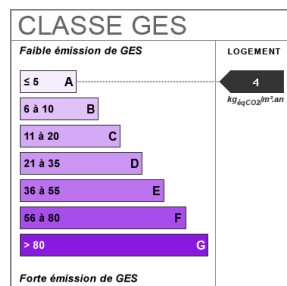 CLASSE GES
Faible émission de GES
LOGEMENT
≤ 5 A
4
kgéqCO2/m².an
6 à 10 B
11 à 20 C
21 à 35 D
36 à 55 E
56 à 80 F
> 80 G
Forte émission de GES